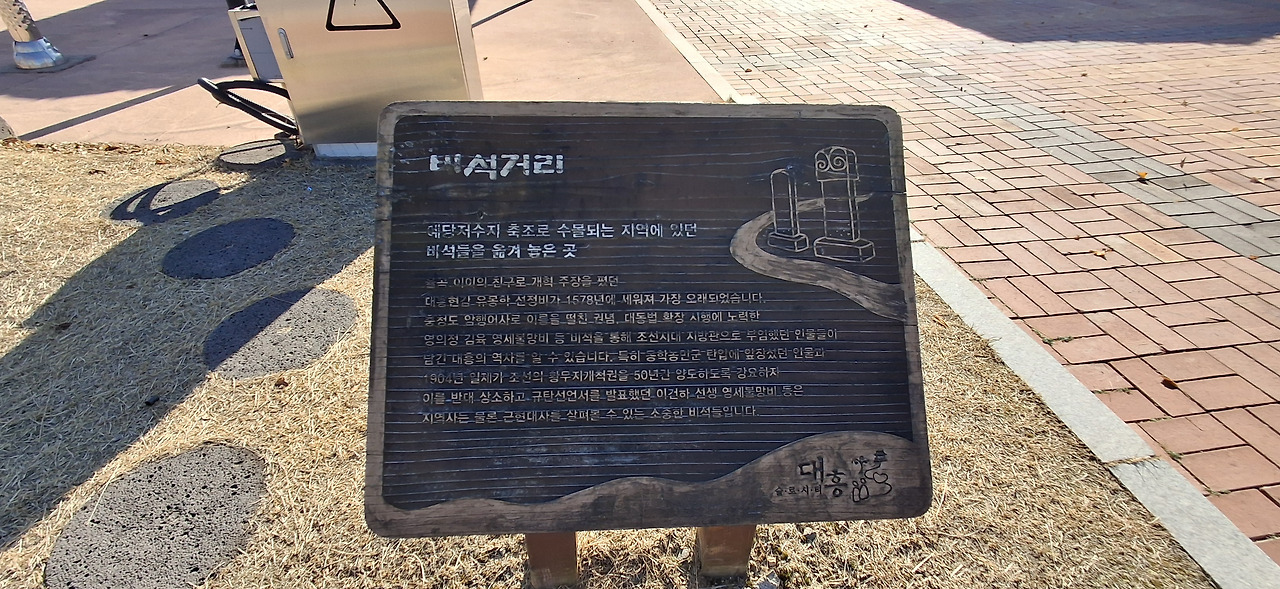 비석거리
예당저수지 축조로 수몰되는 지역에 있던
비석들을 옮겨 놓은 곳
율곡 이이의 친구로 개혁 주장을 편던
대흥현감 유몽학 선정비가 1578년에 세워져 가장 오래되었습니다.
충청도 암행어사로 이름을 떨친 권념, 대동법 확장 시행에 노력한
영의정 김육 영세불망비 등 비석을 통해 조선시대 지방관으로 부임했던 인물들이
남긴 대흥의 역사를 알 수 있습니다. 특히 동학농민군 탄압에 앞장섰던 인물과
1904년 일제가 조선의 황무지개척권을 50년간 양도하도록 강요하자
이를 반대 상소하고 규탄선언서를 발표했던 이건하 선생 영세불망비 등은
지역사는 물론 근현대사를 살펴볼 수 있는 소중한 비석들입니다.
대흥
슬로시티